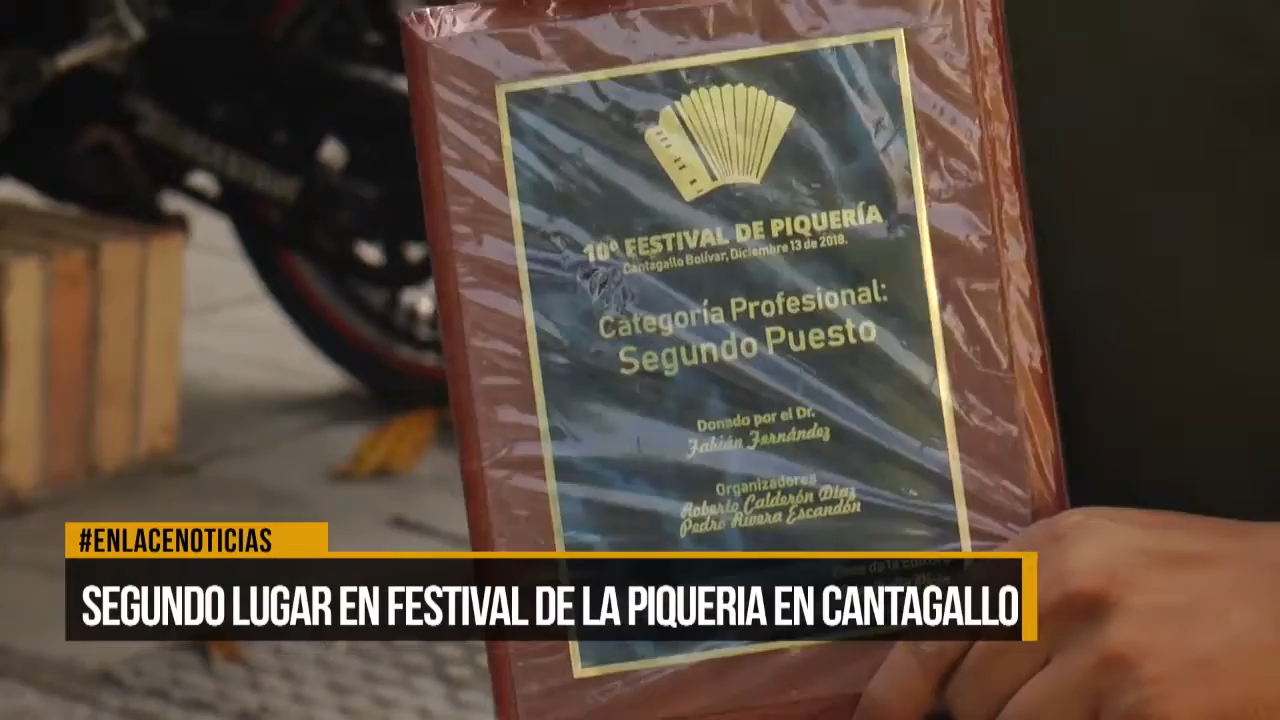 10º FESTIVAL DE PIQUERÍA
Cantagallo Bolívar, Diciembre 13 de 2018.
Categoría Profesional:
Segundo Puesto
Donado por el Dr.
Fabián Fernández
Organizadores
Roberto Calderón Díaz
Pedro Rivera Escandón
#ENLACENOTICIAS
SEGUNDO LUGAR EN FESTIVAL DE LA PIQUERIA EN CANTAGALLO